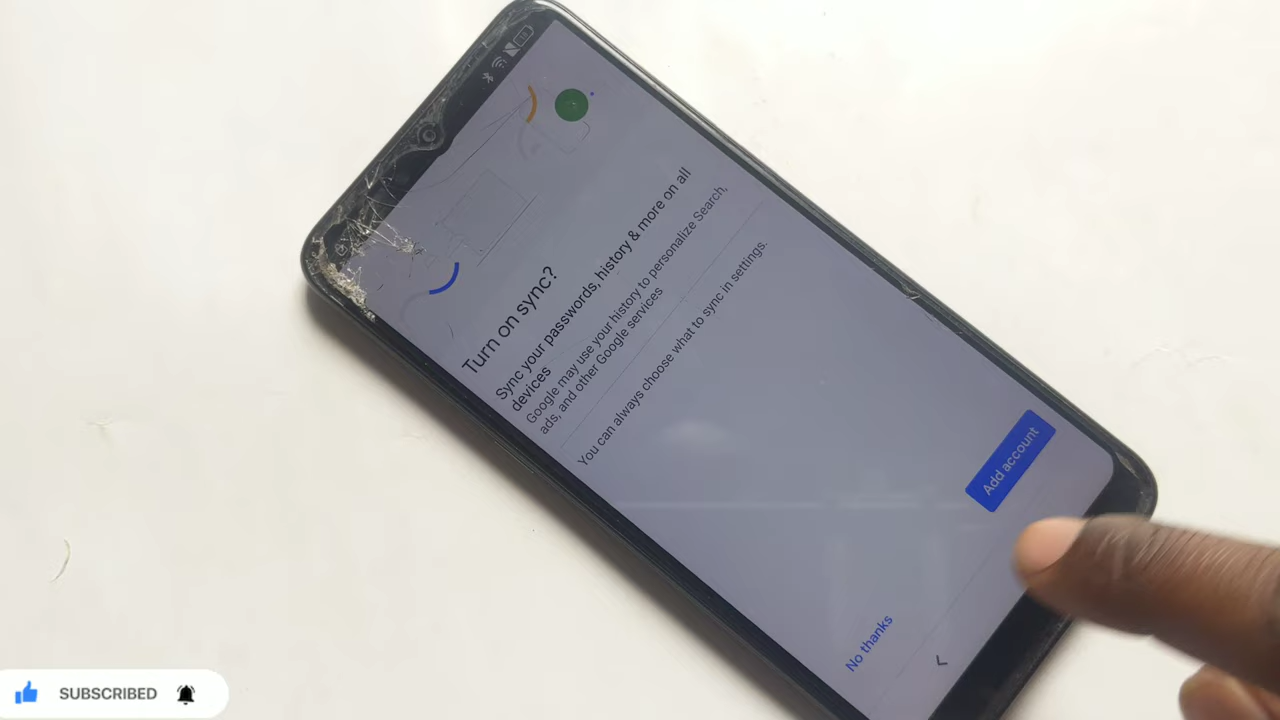 Turn on sync?
Sync your passwords, history & more on all
devices
Google may use your history to personalize Search,
ads, and other Google services
You can always choose what to sync in settings.
Add account
No thanks
SUBSCRIBED